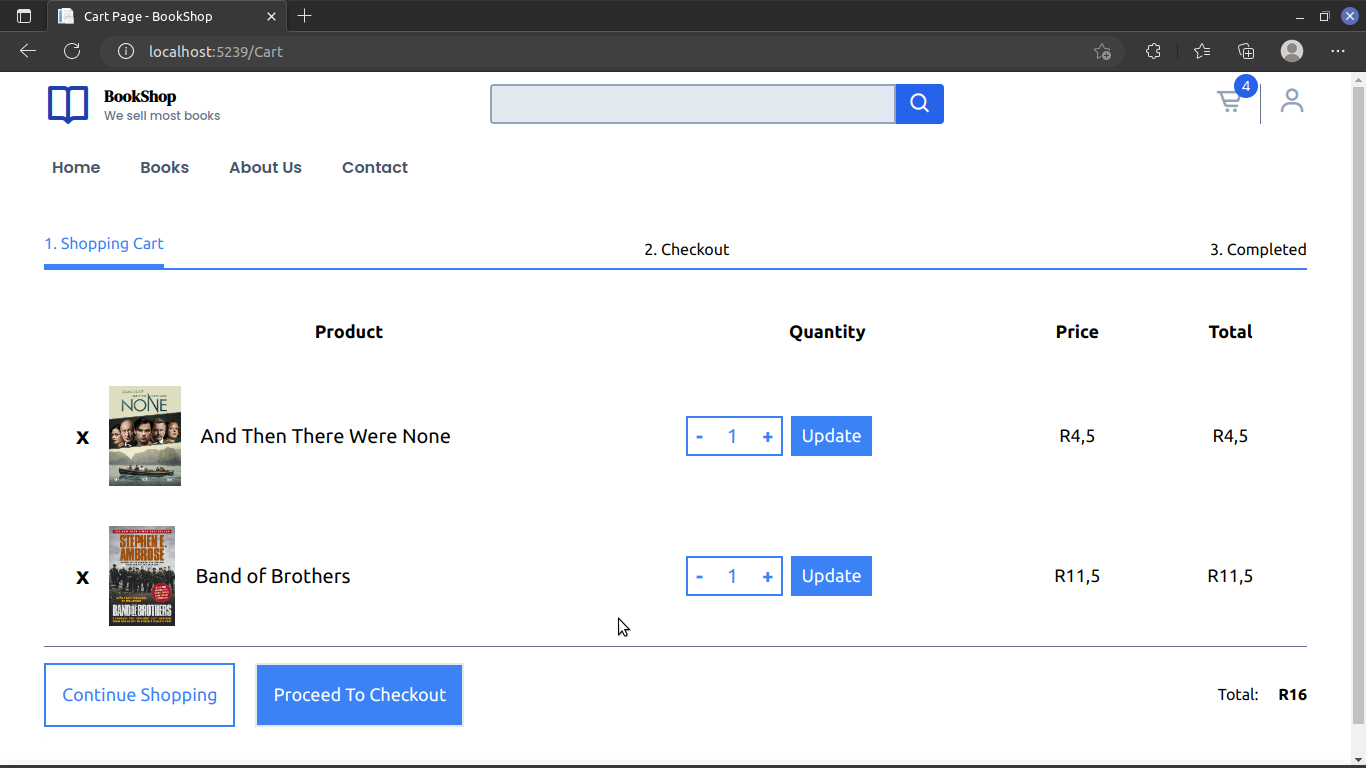 Cart Page - BookShop
localhost:5239/Cart
BookShop
We sell most books
4
Home Books About Us Contact
1. Shopping Cart 2. Checkout 3. Completed
Product Quantity Price Total
NONE
x And Then There Were None - 1 + Update R4,5 R4,5
STEPHEN E.
AMBROSE
x Band of Brothers - 1 + Update R11,5 R11,5
BAND OF BROTHERS
Continue Shopping Proceed To Checkout Total: R16